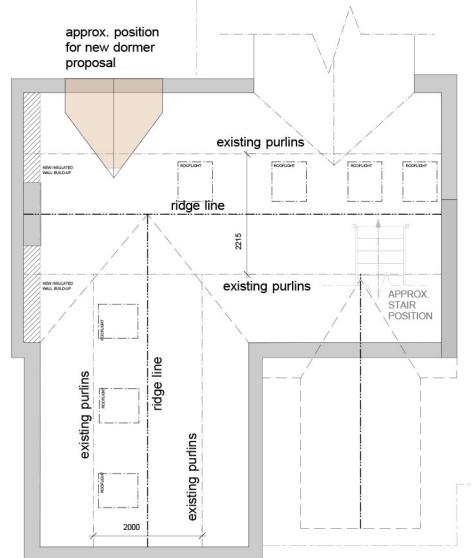 approx. position
for new dormer
proposal
existing purlins
NEW INSULATED
WALL BUILD-UP
ROOFLIGHT
ROOFLIGHT
ROOFLIGHT
ROOFLIGHT
ridge line
2215
NEW INSULATED
WALL BUILD-UP
existing purlins
APPROX.
STAIR
POSITION
ROOFLIGHT
ROOFLIGHT
ROOFLIGHT
existing purlins
ridge line
existing purlins
2000